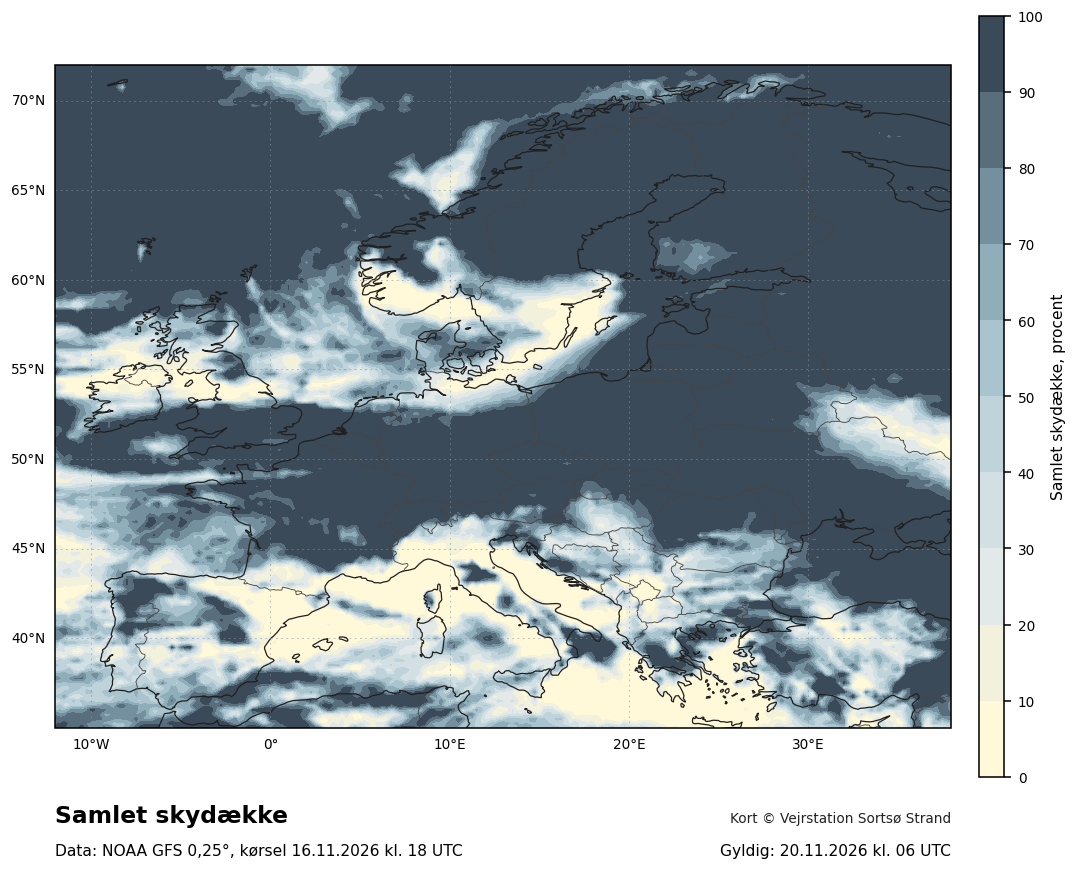 70°N
65°N
60°N
55°N
50°N
45°N
40°N
10°W 0° 10°E 20°E 30°E
100
90
80
70
60
50
40
30
20
10
0
Samlet skydække, procent
Samlet skydække
Kort © Vejrstation Sortsø Strand
Data: NOAA GFS 0,25°, kørsel 16.11.2026 kl. 18 UTC
Gyldig: 20.11.2026 kl. 06 UTC